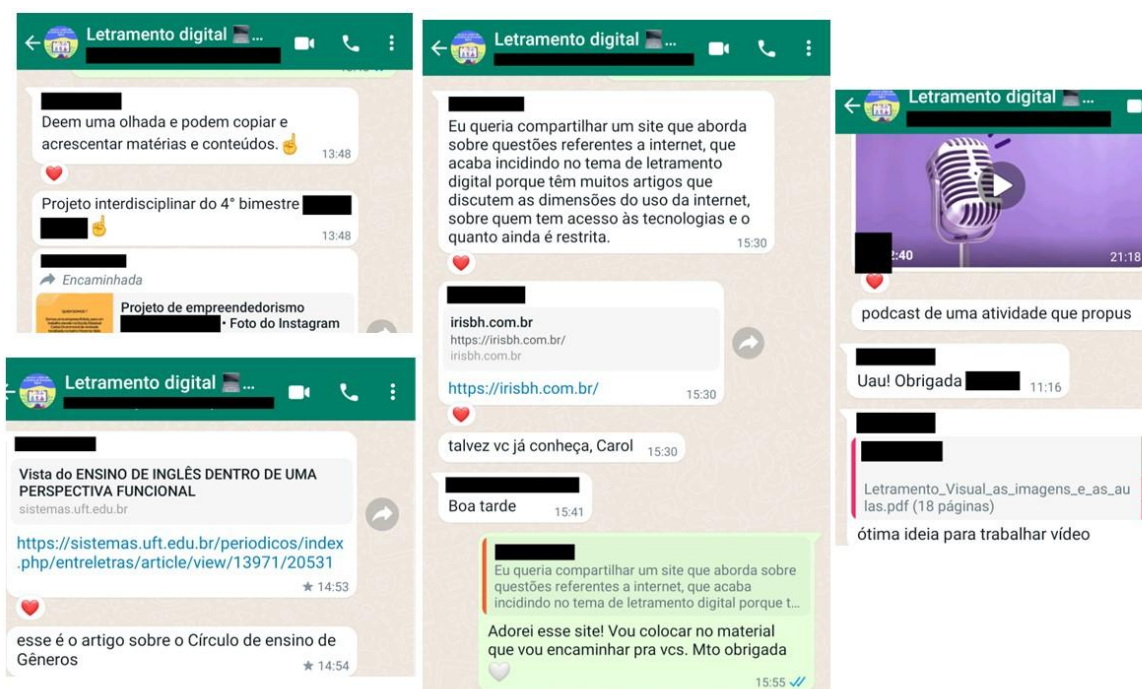 Letramento digital 💻...
Deem uma olhada e podem copiar e
acrescentar matérias e conteúdos.☝
13:48
Projeto interdisciplinar do 4° bimestre
☝
13:48
Encaminhada
Projeto de empreendedorismo
• Foto do Instagram
Letramento digital 💻...
Vista do ENSINO DE INGLÊS DENTRO DE UMA
PERSPECTIVA FUNCIONAL
sistemas.uft.edu.br
https://sistemas.uft.edu.br/periodicos/index
.php/entreletras/article/view/13971/20531
★ 14:53
esse é o artigo sobre o Círculo de ensino de
Gêneros
★ 14:54
Letramento digital 💻...
Eu queria compartilhar um site que aborda
sobre questões referentes a internet, que
acaba incidindo no tema de letramento
digital porque têm muitos artigos que
discutem as dimensões do uso da internet,
sobre quem tem acesso às tecnologias e o
quanto ainda é restrita.
15:30
irisbh.com.br
https://irisbh.com.br/
irisbh.com.br
https://irisbh.com.br/
15:30
talvez vc já conheça, Carol 15:30
Boa tarde 15:41
Eu queria compartilhar um site que aborda sobre
questões referentes a internet, que acaba
incidindo no tema de letramento digital porque t...
Adorei esse site! Vou colocar no material
que vou encaminhar pra vcs. Mto obrigada
🤍
15:55
Letramento digital 💻...
:40
21:18
podcast de uma atividade que propus
Uau! Obrigada
11:16
Letramento_Visual_as_imagens_e_as_au
las.pdf (18 páginas)
ótima ideia para trabalhar vídeo